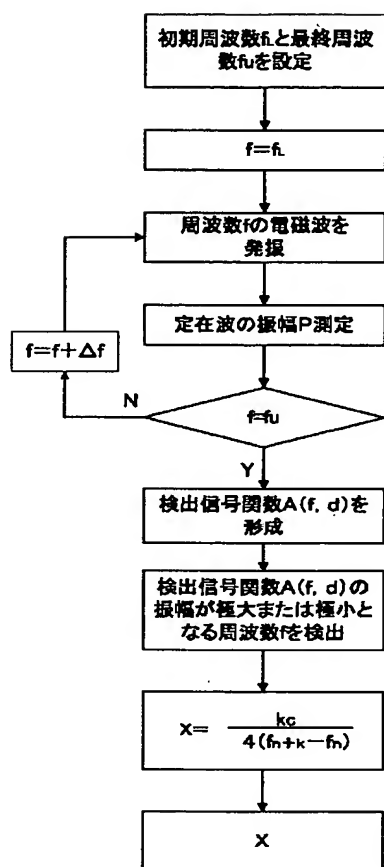 初期周波数fLと最終周波
数fUを設定
f=fL
周波数fの電磁波を
発振
定在波の振幅P測定
f=f+Δf
N
f=fU
Y
検出信号関数A(f, d)を
形成
検出信号関数A(f, d)の
振幅が極大または極小と
なる周波数fを検出
X= kc
4(fn+k−fn)
X